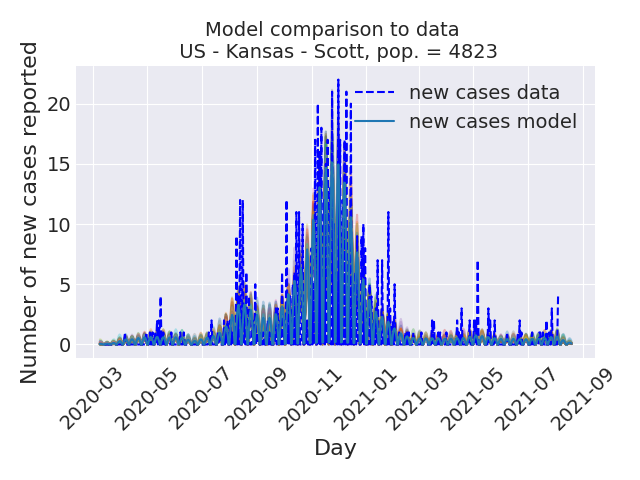 Model comparison to data
US - Kansas - Scott, pop. = 4823
Number of new cases reported
20
15
10
5
0
new cases data
new cases model
2020-03
2020-05
2020-07
2020-09
2020-11
2021-01
2021-03
2021-05
2021-07
2021-09
Day